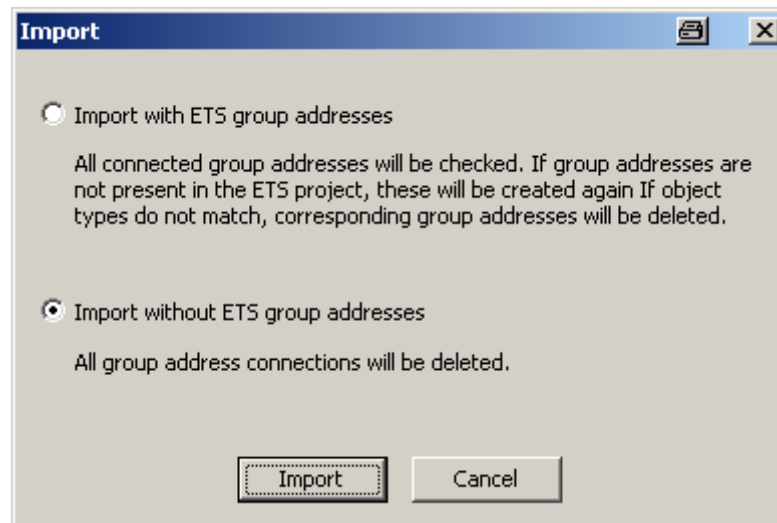 Import
Import with ETS group addresses
All connected group addresses will be checked. If group addresses are
not present in the ETS project, these will be created again If object
types do not match, corresponding group addresses will be deleted.
Import without ETS group addresses
All group address connections will be deleted.
Import
Cancel